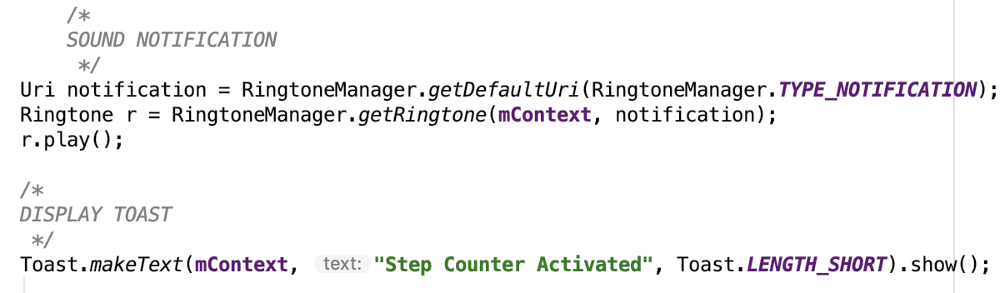 /*
SOUND NOTIFICATION
*/
Uri notification = RingtoneManager.getDefaultUri(RingtoneManager.TYPE_NOTIFICATION);
Ringtone r = RingtoneManager.getRingtone(mContext, notification);
r.play();
/*
DISPLAY TOAST
*/
Toast.makeText(mContext, text: "Step Counter Activated", Toast.LENGTH_SHORT).show();